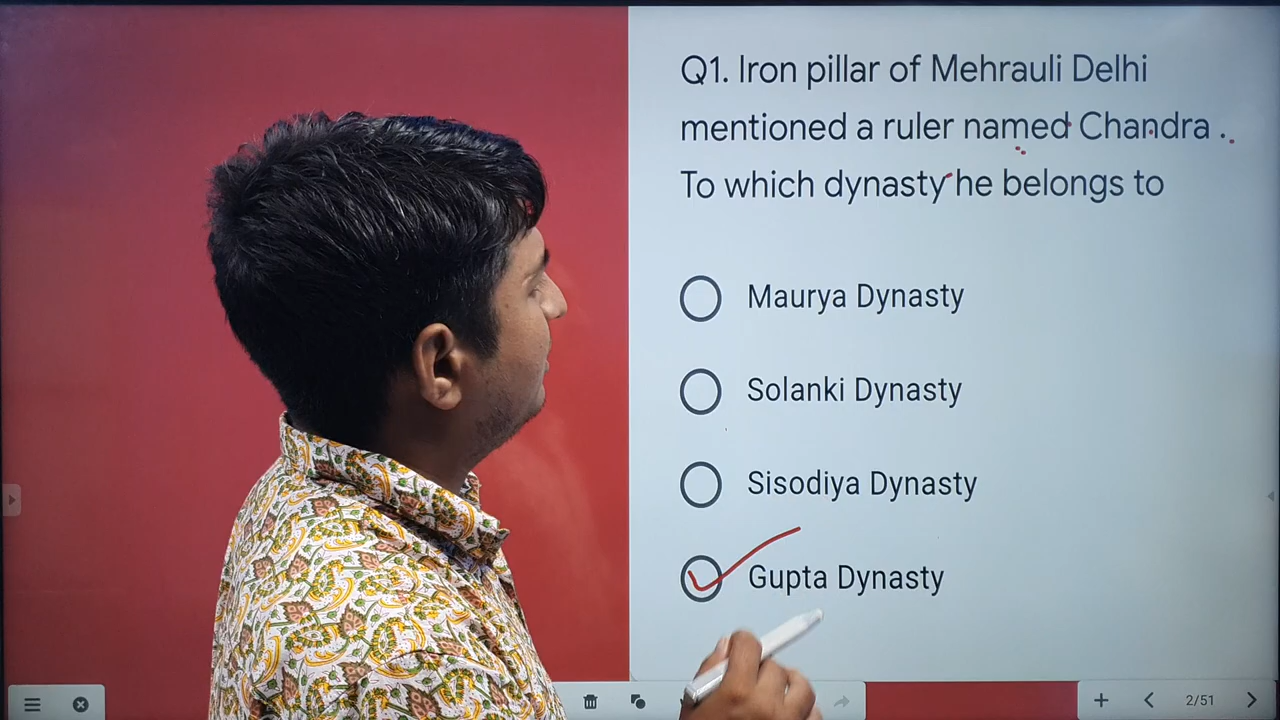 Q1. Iron pillar of Mehrauli Delhi
mentioned a ruler named Chandra .
To which dynasty he belongs to
Maurya Dynasty
Solanki Dynasty
Sisodiya Dynasty
Gupta Dynasty
2/51